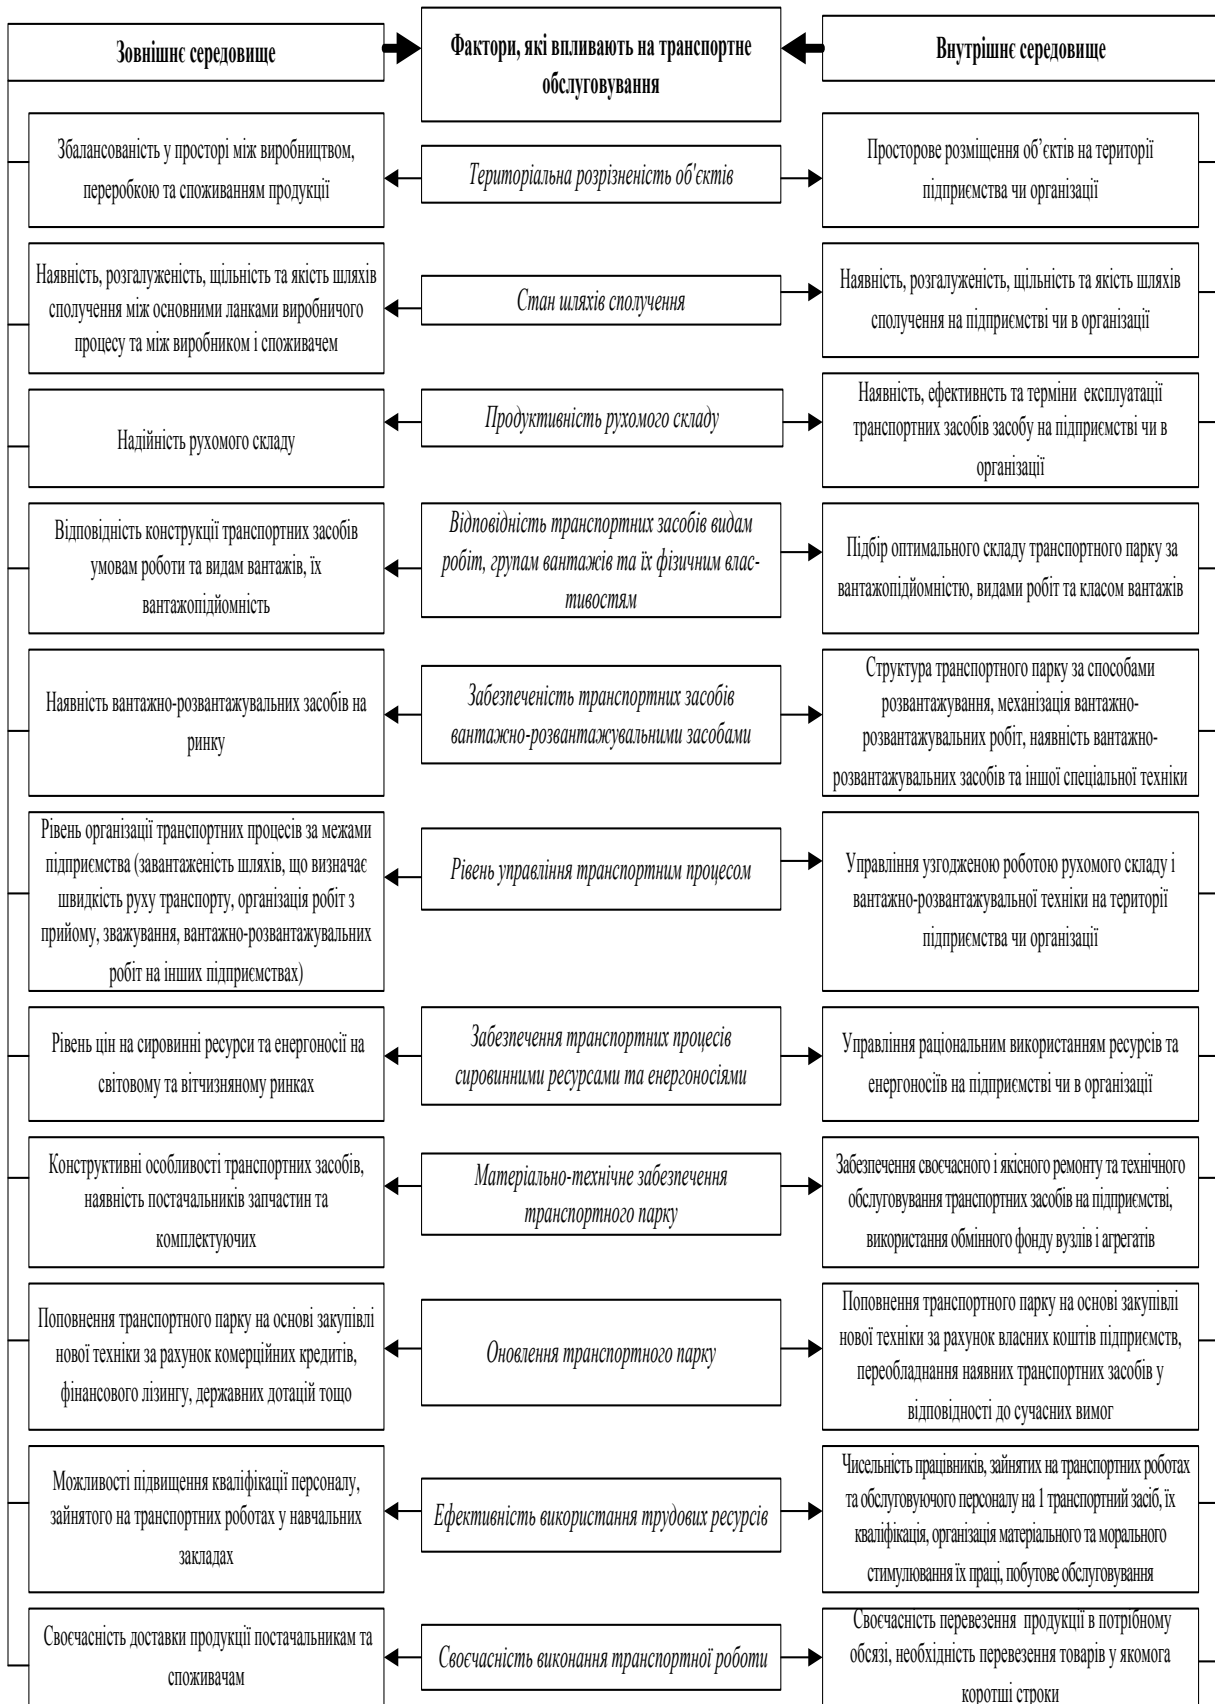 Зовнішнє середовище
Фактори, які впливають на транспортне
обслуговування
Внутрішнє середовище
Збалансованість у просторі між виробництвом,
переробкою та споживанням продукції
Територіальна розрізненість об'єктів
Просторове розміщення об’єктів на території
підприємства чи організації
Наявність, розгалуженість, щільність та якість шляхів
сполучення між основними ланками виробничого
процесу та між виробником і споживачем
Стан шляхів сполучення
Наявність, розгалуженість, щільність та якість шляхів
сполучення на підприємстві чи в організації
Надійність рухомого складу
Продуктивність рухомого складу
Наявність, ефективнсть та терміни експлуатації
транспортних засобів засобу на підприємстві чи в
організації
Відповідність конструкції транспортних засобів
умовам роботи та видам вантажів, їх
вантажопідйомність
Відповідність транспортних засобів видам
робіт, групам вантажів та їх фізичним влас-
тивостям
Підбір оптимального складу транспортного парку за
вантажопідйомністю, видами робіт та класом вантажів
Наявність вантажно-розвантажувальних засобів на
ринку
Забезпеченість транспортних засобів
вантажно-розвантажувальними засобами
Структура транспортного парку за способами
розвантажування, механізація вантажно-
розвантажувальних робіт, наявність вантажно-
розвантажувальних засобів та іншої спеціальної техніки
Рівень організації транспортних процесів за межами
підприємства (завантаженість шляхів, що визначає
швидкість руху транспорту, організація робіт з
прийому, зважування, вантажно-розвантажувальних
робіт на інших підприємствах)
Рівень управління транспортним процесом
Управління узгодженою роботою рухомого складу і
вантажно-розвантажувальної техніки на території
підприємства чи організації
Рівень цін на сировинні ресурси та енергоносії на
світовому та вітчизняному ринках
Забезпечення транспортних процесів
сировинними ресурсами та енергоносіями
Управління раціональним використанням ресурсів та
енергоносіїв на підприємстві чи в організації
Конструктивні особливості транспортних засобів,
наявність постачальників запчастин та
комплектуючих
Матеріально-технічне забезпечення
транспортного парку
Забезпечення своєчасного і якісного ремонту та технічного
обслуговування транспортних засобів на підприємстві,
використання обмінного фонду вузлів і агрегатів
Поповнення транспортного парку на основі закупівлі
нової техніки за рахунок комерційних кредитів,
фінансового лізингу, державних дотацій тощо
Оновлення транспортного парку
Поповнення транспортного парку на основі закупівлі
нової техніки за рахунок власних коштів підприємств,
переобладнання наявних транспортних засобів у
відповідності до сучасних вимог
Можливості підвищення кваліфікації персоналу,
зайнятого на транспортних роботах у навчальних
закладах
Ефективність використання трудових ресурсів
Чисельність працівників, зайнятих на транспортних роботах
та обслуговуючого персоналу на 1 транспортний засіб, їх
кваліфікація, організація матеріального та морального
стимулювання їх праці, побутове обслуговування
Своєчасність доставки продукції постачальникам та
споживачам
Своєчасність виконання транспортної роботи
Своєчасність перевезення продукції в потрібному
обсязі, необхідність перевезення товарів у якомога
коротші строки